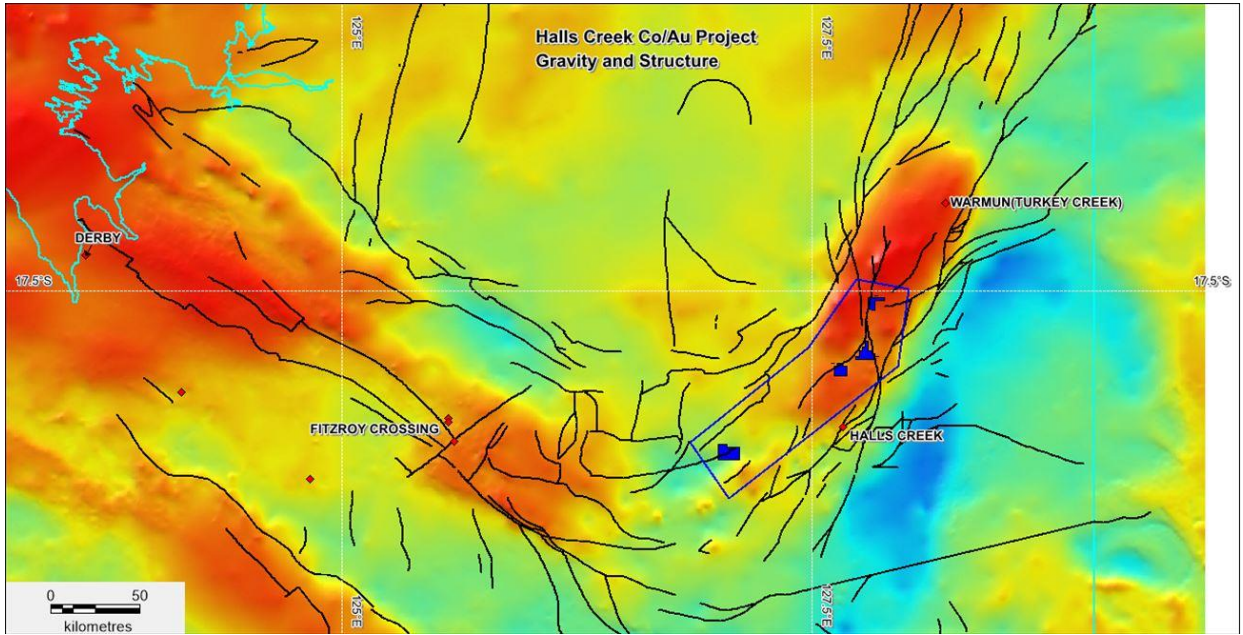 Halls Creek Co/Au Project
Gravity and Structure
125°E
127.5°E
WARMUN(TURKEY CREEK)
DERBY
17.5°S
17.5°S
FITZROY CROSSING
HALLS CREEK
0 50
kilometres
125°E
127.5°E